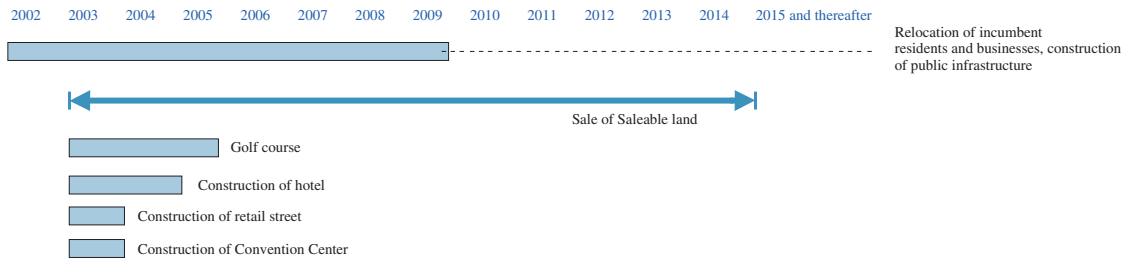 2002 2003 2004 2005 2006 2007 2008 2009 2010 2011 2012 2013 2014 2015 and thereafter
Relocation of incumbent
residents and businesses, construction
of public infrastructure
Sale of Saleable land
Golf course
Construction of hotel
Construction of retail street
Construction of Convention Center